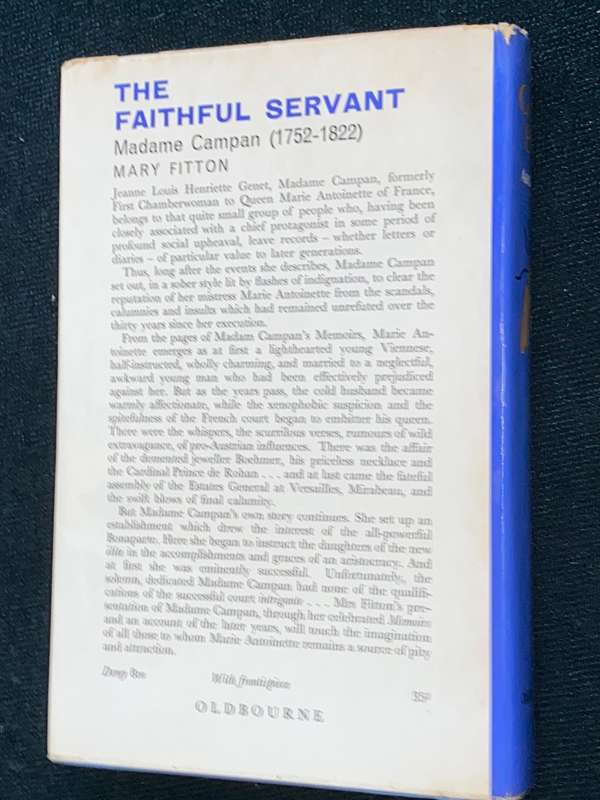 THE
FAITHFUL SERVANT
Madame Campan (1752-1822)
MARY FITTON
Jeanne Louis Henriette Genet, Madame Campan, formerly
First Chamberwoman to Queen Marie Antoinette of France,
belongs to that quite small group of people who, having been
closely associated with a chief protagonist in some period of
profound social upheaval, leave records – whether letters or
diaries – of particular value to later generations.
Thus, long after the events she describes, Madame Campan
set out, in a sober style lit by flashes of indignation, to clear the
reputation of her mistress Marie Antoinette from the scandals,
calumnies and insults which had remained unrefuted over the
thirty years since her execution.
From the pages of Madam Campan's Memoirs, Marie An-
toinette emerges as at first a lighthearted young Viennese,
half-instructed, wholly charming, and married to a neglectful,
awkward young man who had been effectively prejudiced
against her. But as the years pass, the cold husband became
warmly affectionate, while the xenophobic suspicion and the
spitefulness of the French court began to embitter his queen.
There were the whispers, the scurrilous verses, rumours of wild
extravagance, of pro-Austrian influences. There was the affair
of the demented jeweller Boehmer, his priceless necklace and
the Cardinal Prince de Rohan . . . and at last came the fateful
assembly of the Estates General at Versailles, Mirabeau, and
the swift blows of final calamity.
But Madame Campan's own story continues. She set up an
establishment which drew the interest of the all-powerful
Bonaparte. Here she began to instruct the daughters of the new
élite in the accomplishments and graces of an aristocracy. And
at first she was eminently successful. Unfortunately, the
solemn, dedicated Madame Campan had none of the qualifi-
cations of the successful court intrigante . . . Mrs Fitton's pre-
sentation of Madame Campan, through her celebrated Memoirs
and an account of the later years, will touch the imagination
of all those to whom Marie Antoinette remains a source of pity
and attraction.
Demy 8vo With frontispiece
OLDBOURNE